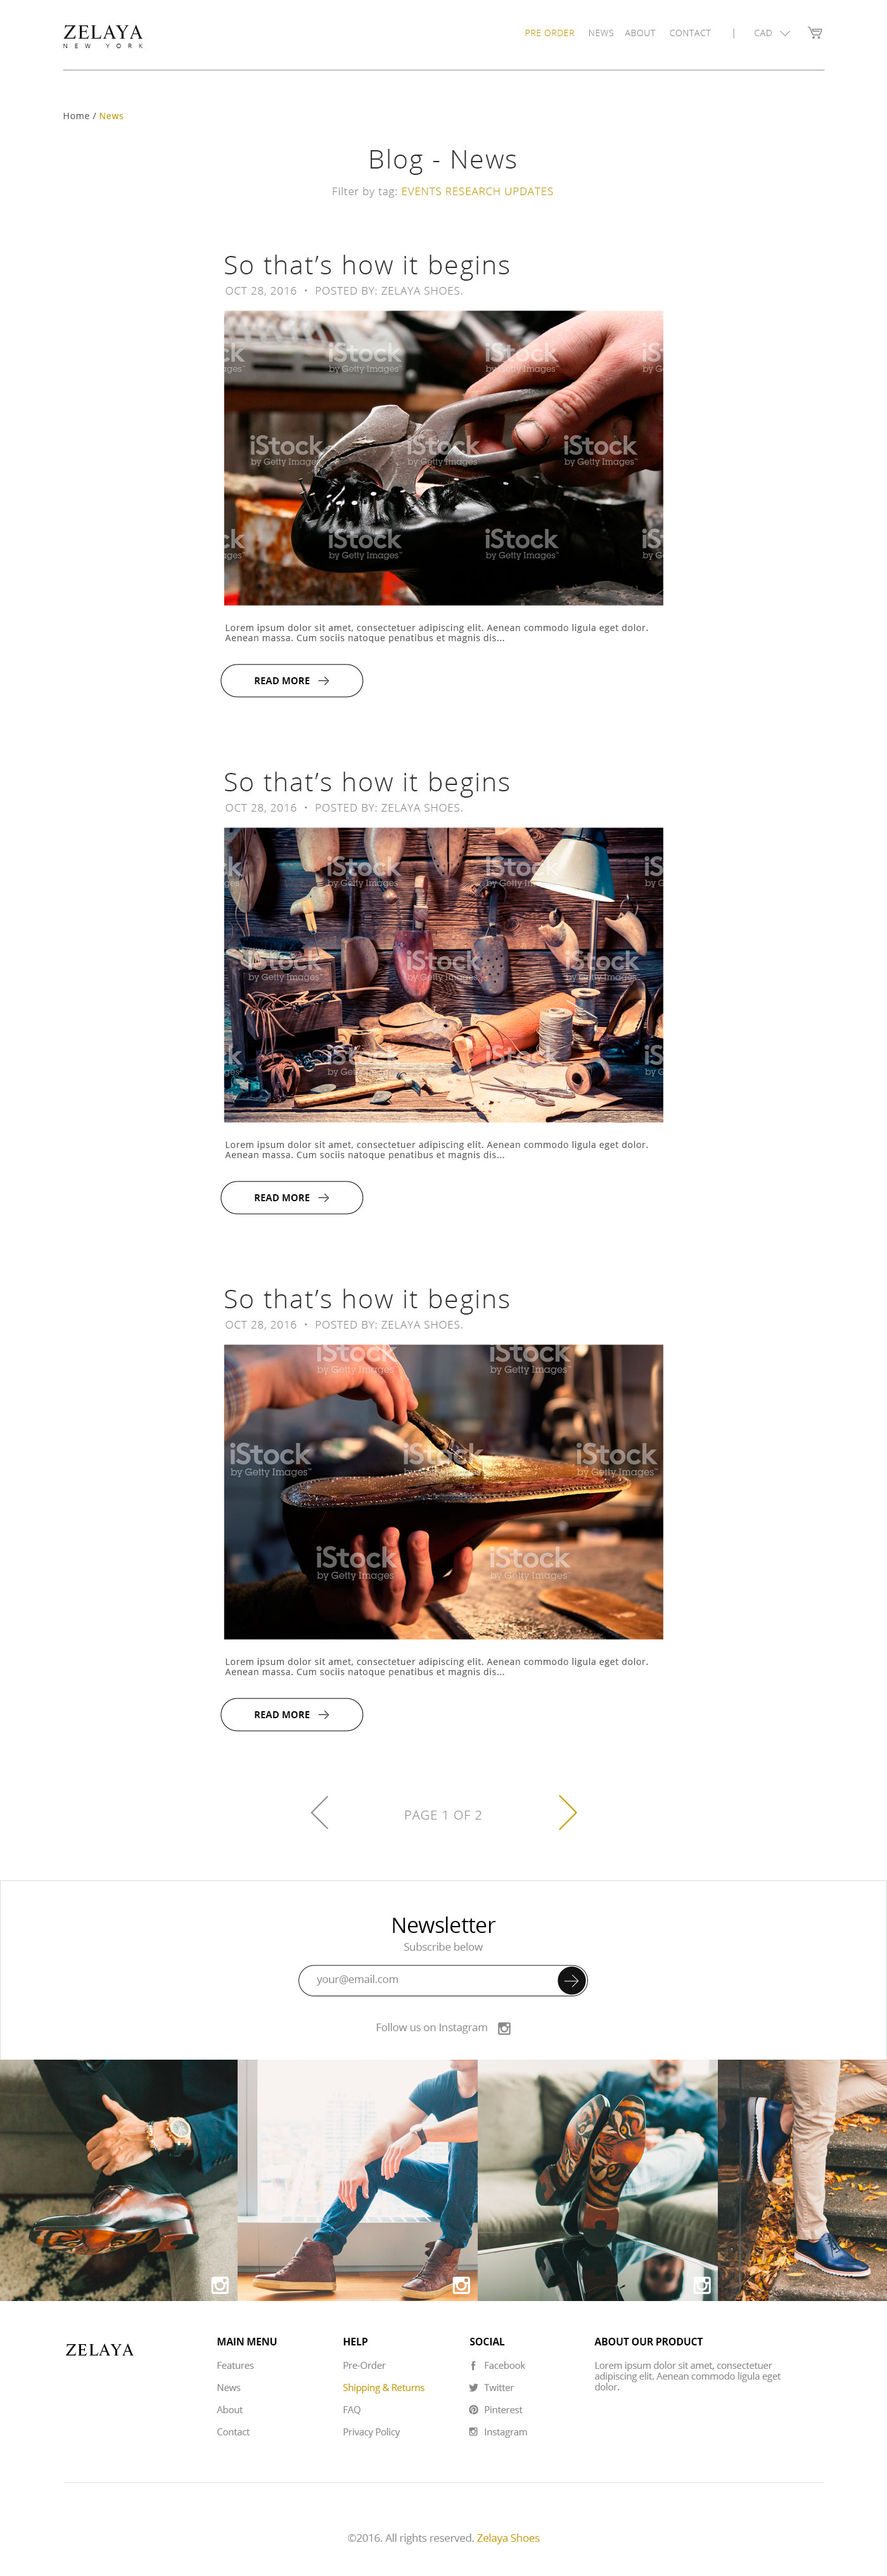 ZELAYA
NEW YORK
PRE ORDER NEWS ABOUT CONTACT | CAD
Home / News
Blog - News
Filter by tag: EVENTS RESEARCH UPDATES
So that’s how it begins
OCT 28, 2016 • POSTED BY: ZELAYA SHOES.
iStock
by Getty Images™
Lorem ipsum dolor sit amet, consectetuer adipiscing elit. Aenean commodo ligula eget dolor.
Aenean massa. Cum sociis natoque penatibus et magnis dis...
READ MORE
So that’s how it begins
OCT 28, 2016 • POSTED BY: ZELAYA SHOES.
iStock
by Getty Images™
Lorem ipsum dolor sit amet, consectetuer adipiscing elit. Aenean commodo ligula eget dolor.
Aenean massa. Cum sociis natoque penatibus et magnis dis...
READ MORE
So that’s how it begins
OCT 28, 2016 • POSTED BY: ZELAYA SHOES.
iStock
by Getty Images™
Lorem ipsum dolor sit amet, consectetuer adipiscing elit. Aenean commodo ligula eget dolor.
Aenean massa. Cum sociis natoque penatibus et magnis dis...
READ MORE
PAGE 1 OF 2
Newsletter
Subscribe below
your@email.com
Follow us on Instagram
ZELAYA
MAIN MENU
Features
News
About
Contact
HELP
Pre-Order
Shipping & Returns
FAQ
Privacy Policy
SOCIAL
Facebook
Twitter
Pinterest
Instagram
ABOUT OUR PRODUCT
Lorem ipsum dolor sit amet, consectetuer
adipiscing elit. Aenean commodo ligula eget
dolor.
©2016. All rights reserved. Zelaya Shoes